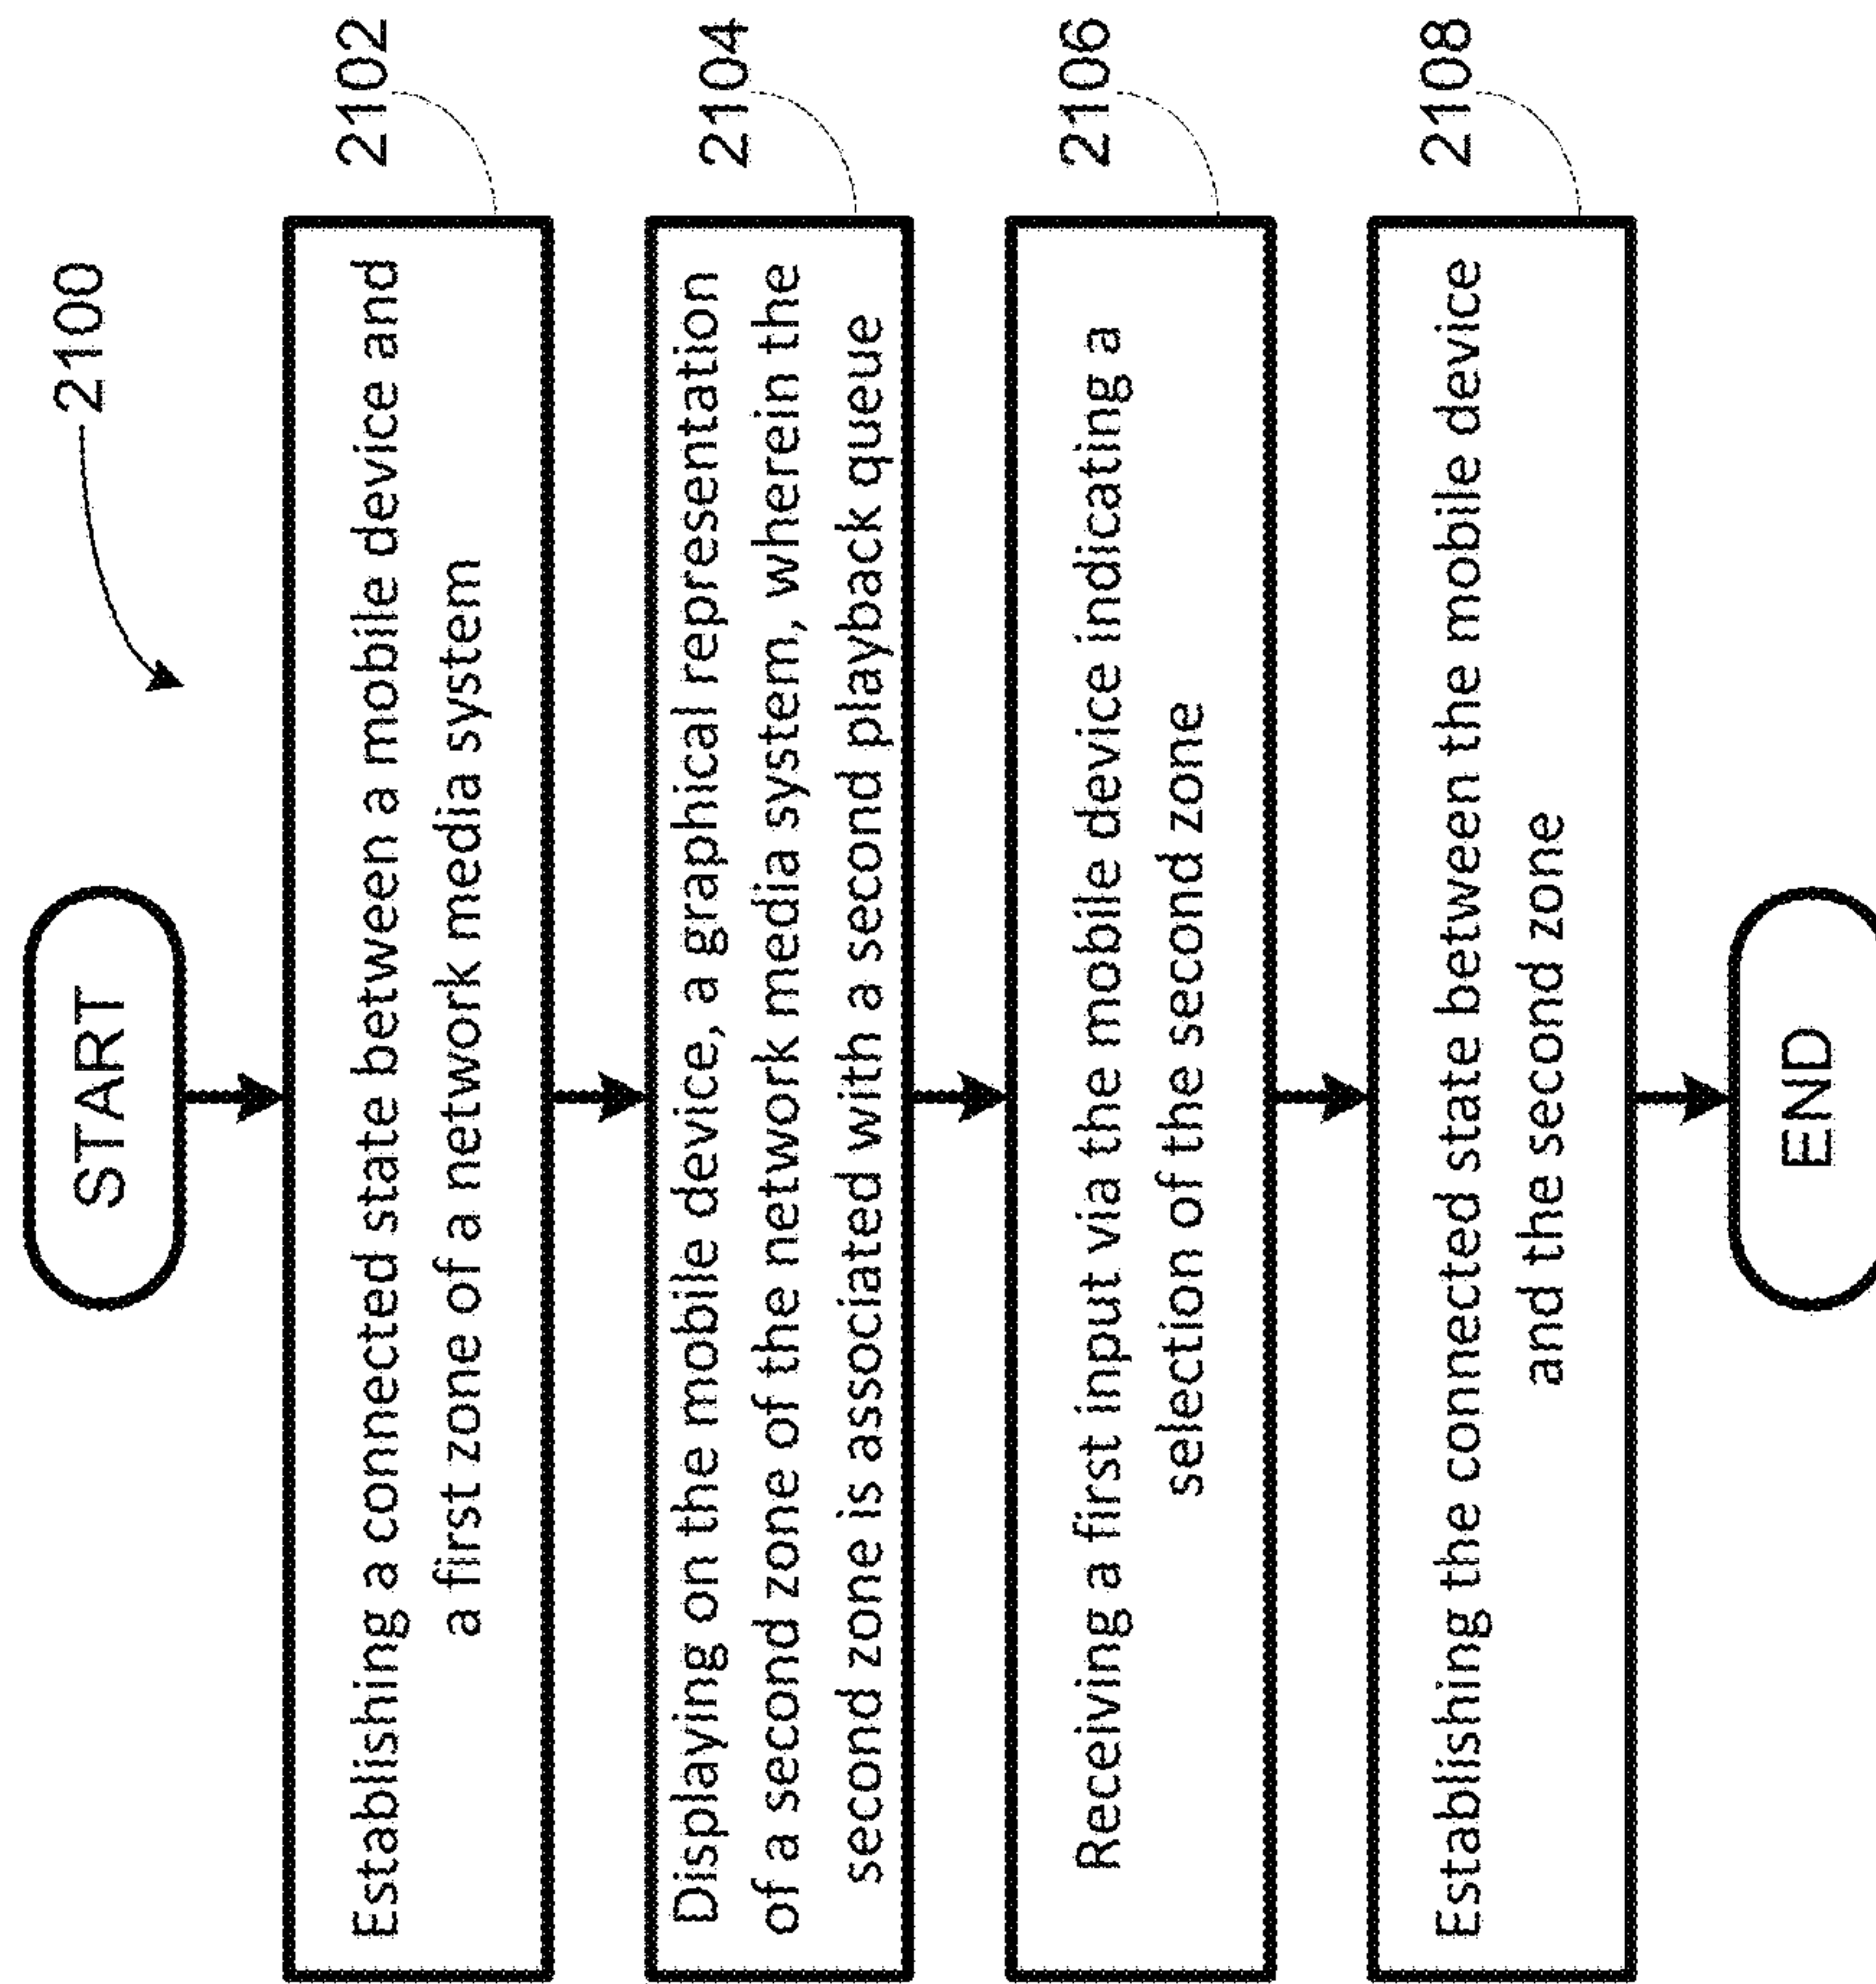 2100
START
Establishing a connected state between a mobile device and
a first zone of a network media system
2102
Displaying on the mobile device, a graphical representation
of a second zone of the network media system, wherein the
second zone is associated with a second playback queue
2104
Receiving a first input via the mobile device indicating a
selection of the second zone
2106
Establishing the connected state between the mobile device
and the second zone
2108
END